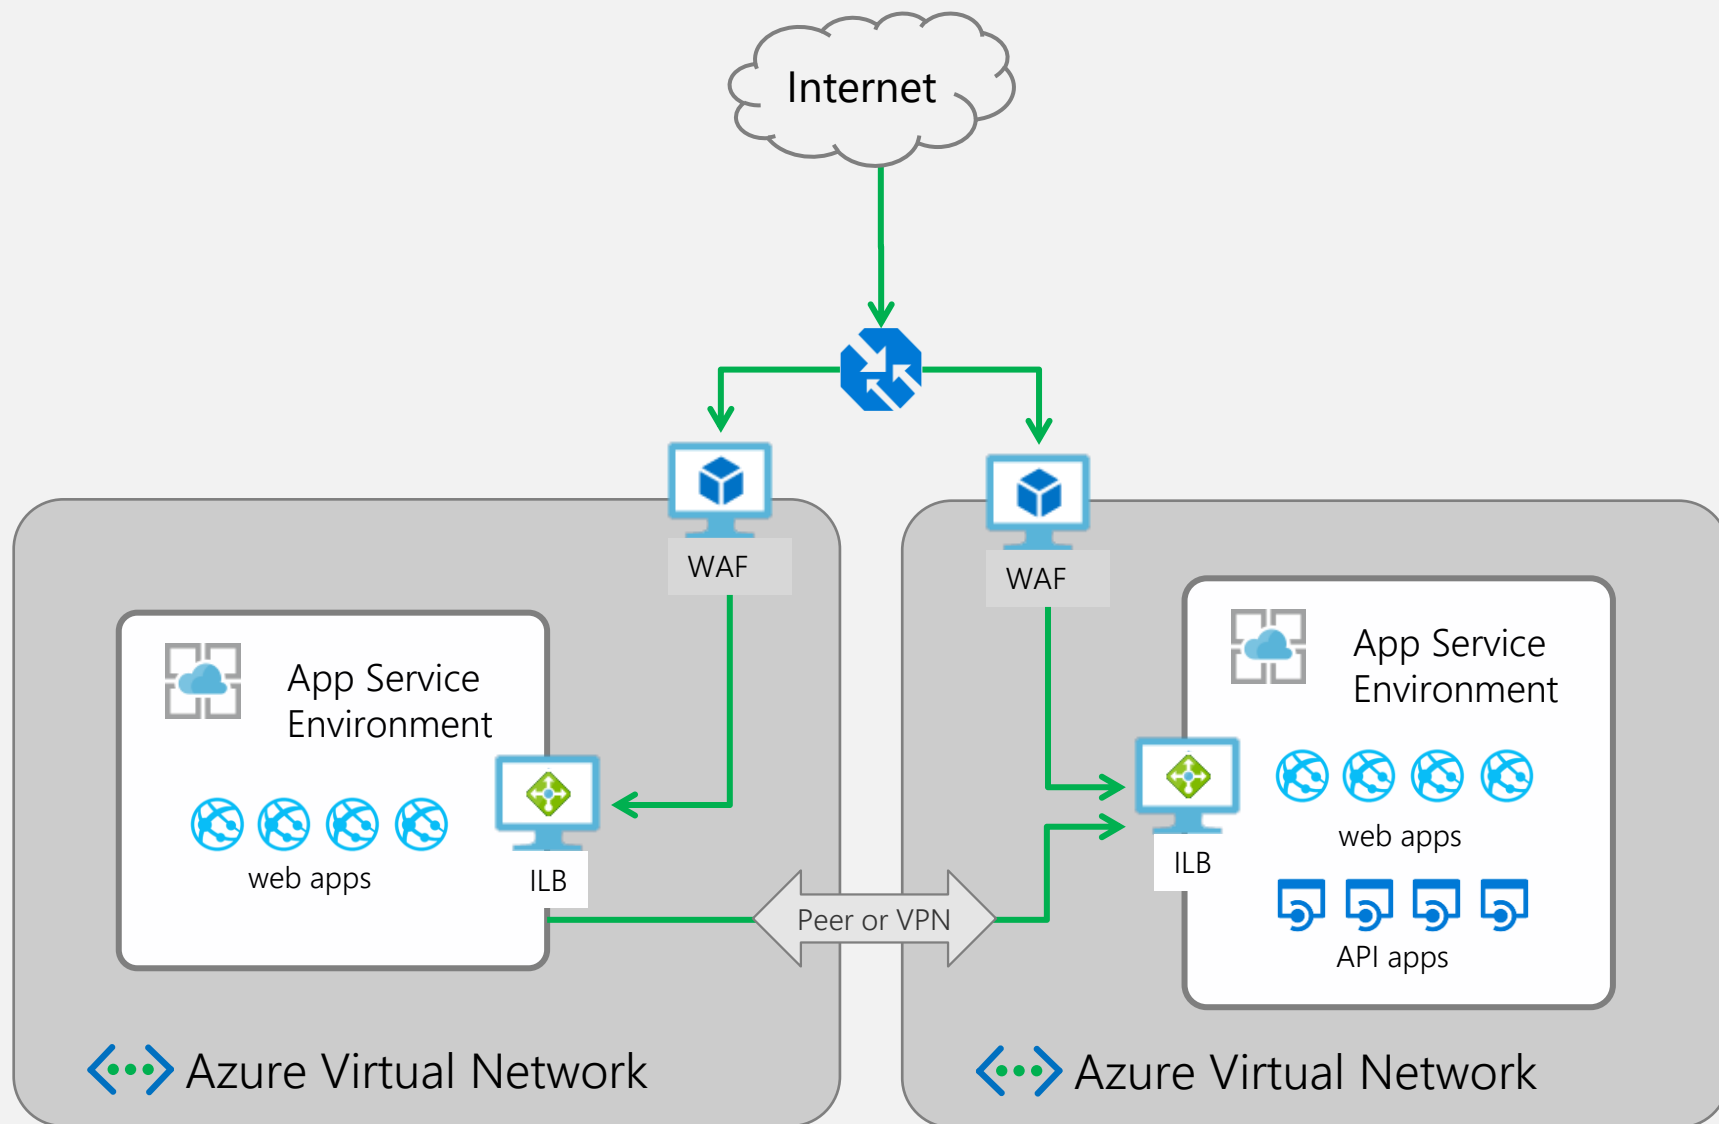 Internet
WAF
WAF
App Service
Environment
web apps
ILB
Peer or VPN
App Service
Environment
web apps
ILB
API apps
Azure Virtual Network
Azure Virtual Network